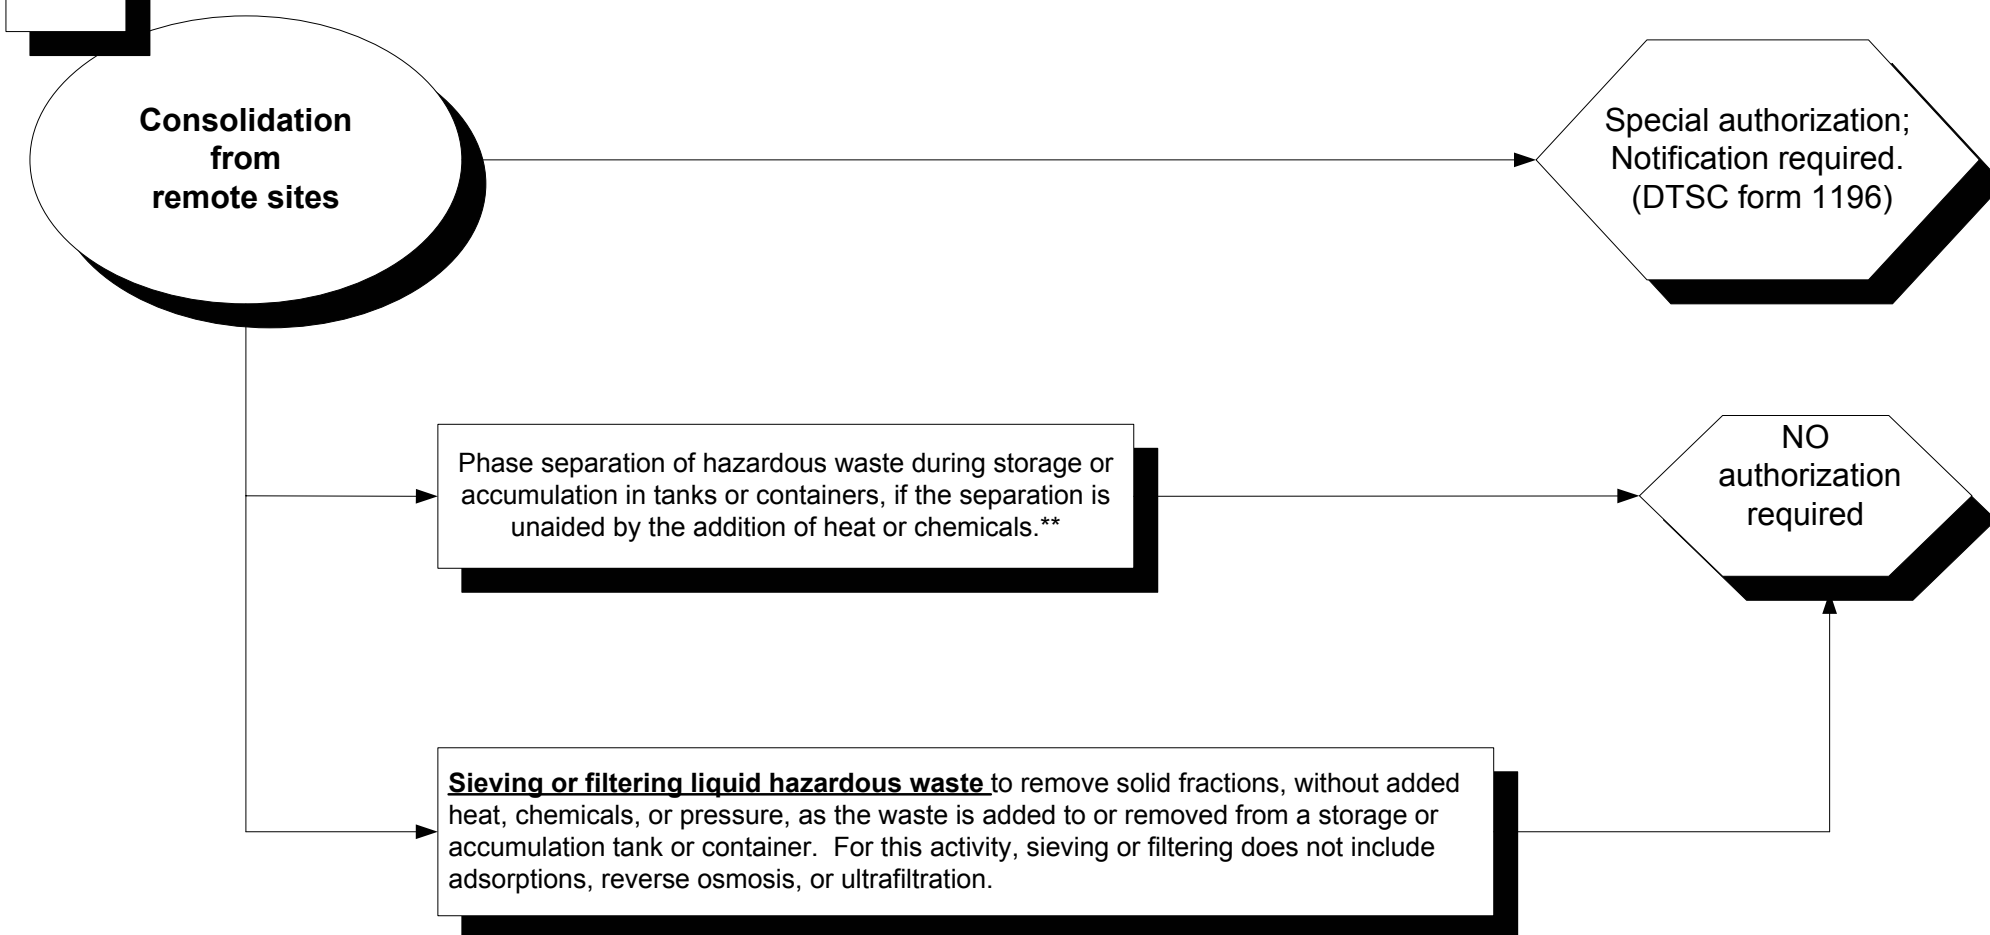 Consolidation
from
remote sites
Special authorization;
Notification required.
(DTSC form 1196)
Phase separation of hazardous waste during storage or
accumulation in tanks or containers, if the separation is
unaided by the addition of heat or chemicals.**
NO
authorization
required
Sieving or filtering liquid hazardous waste to remove solid fractions, without added
heat, chemicals, or pressure, as the waste is added to or removed from a storage or
accumulation tank or container.  For this activity, sieving or filtering does not include
adsorptions, reverse osmosis, or ultrafiltration.